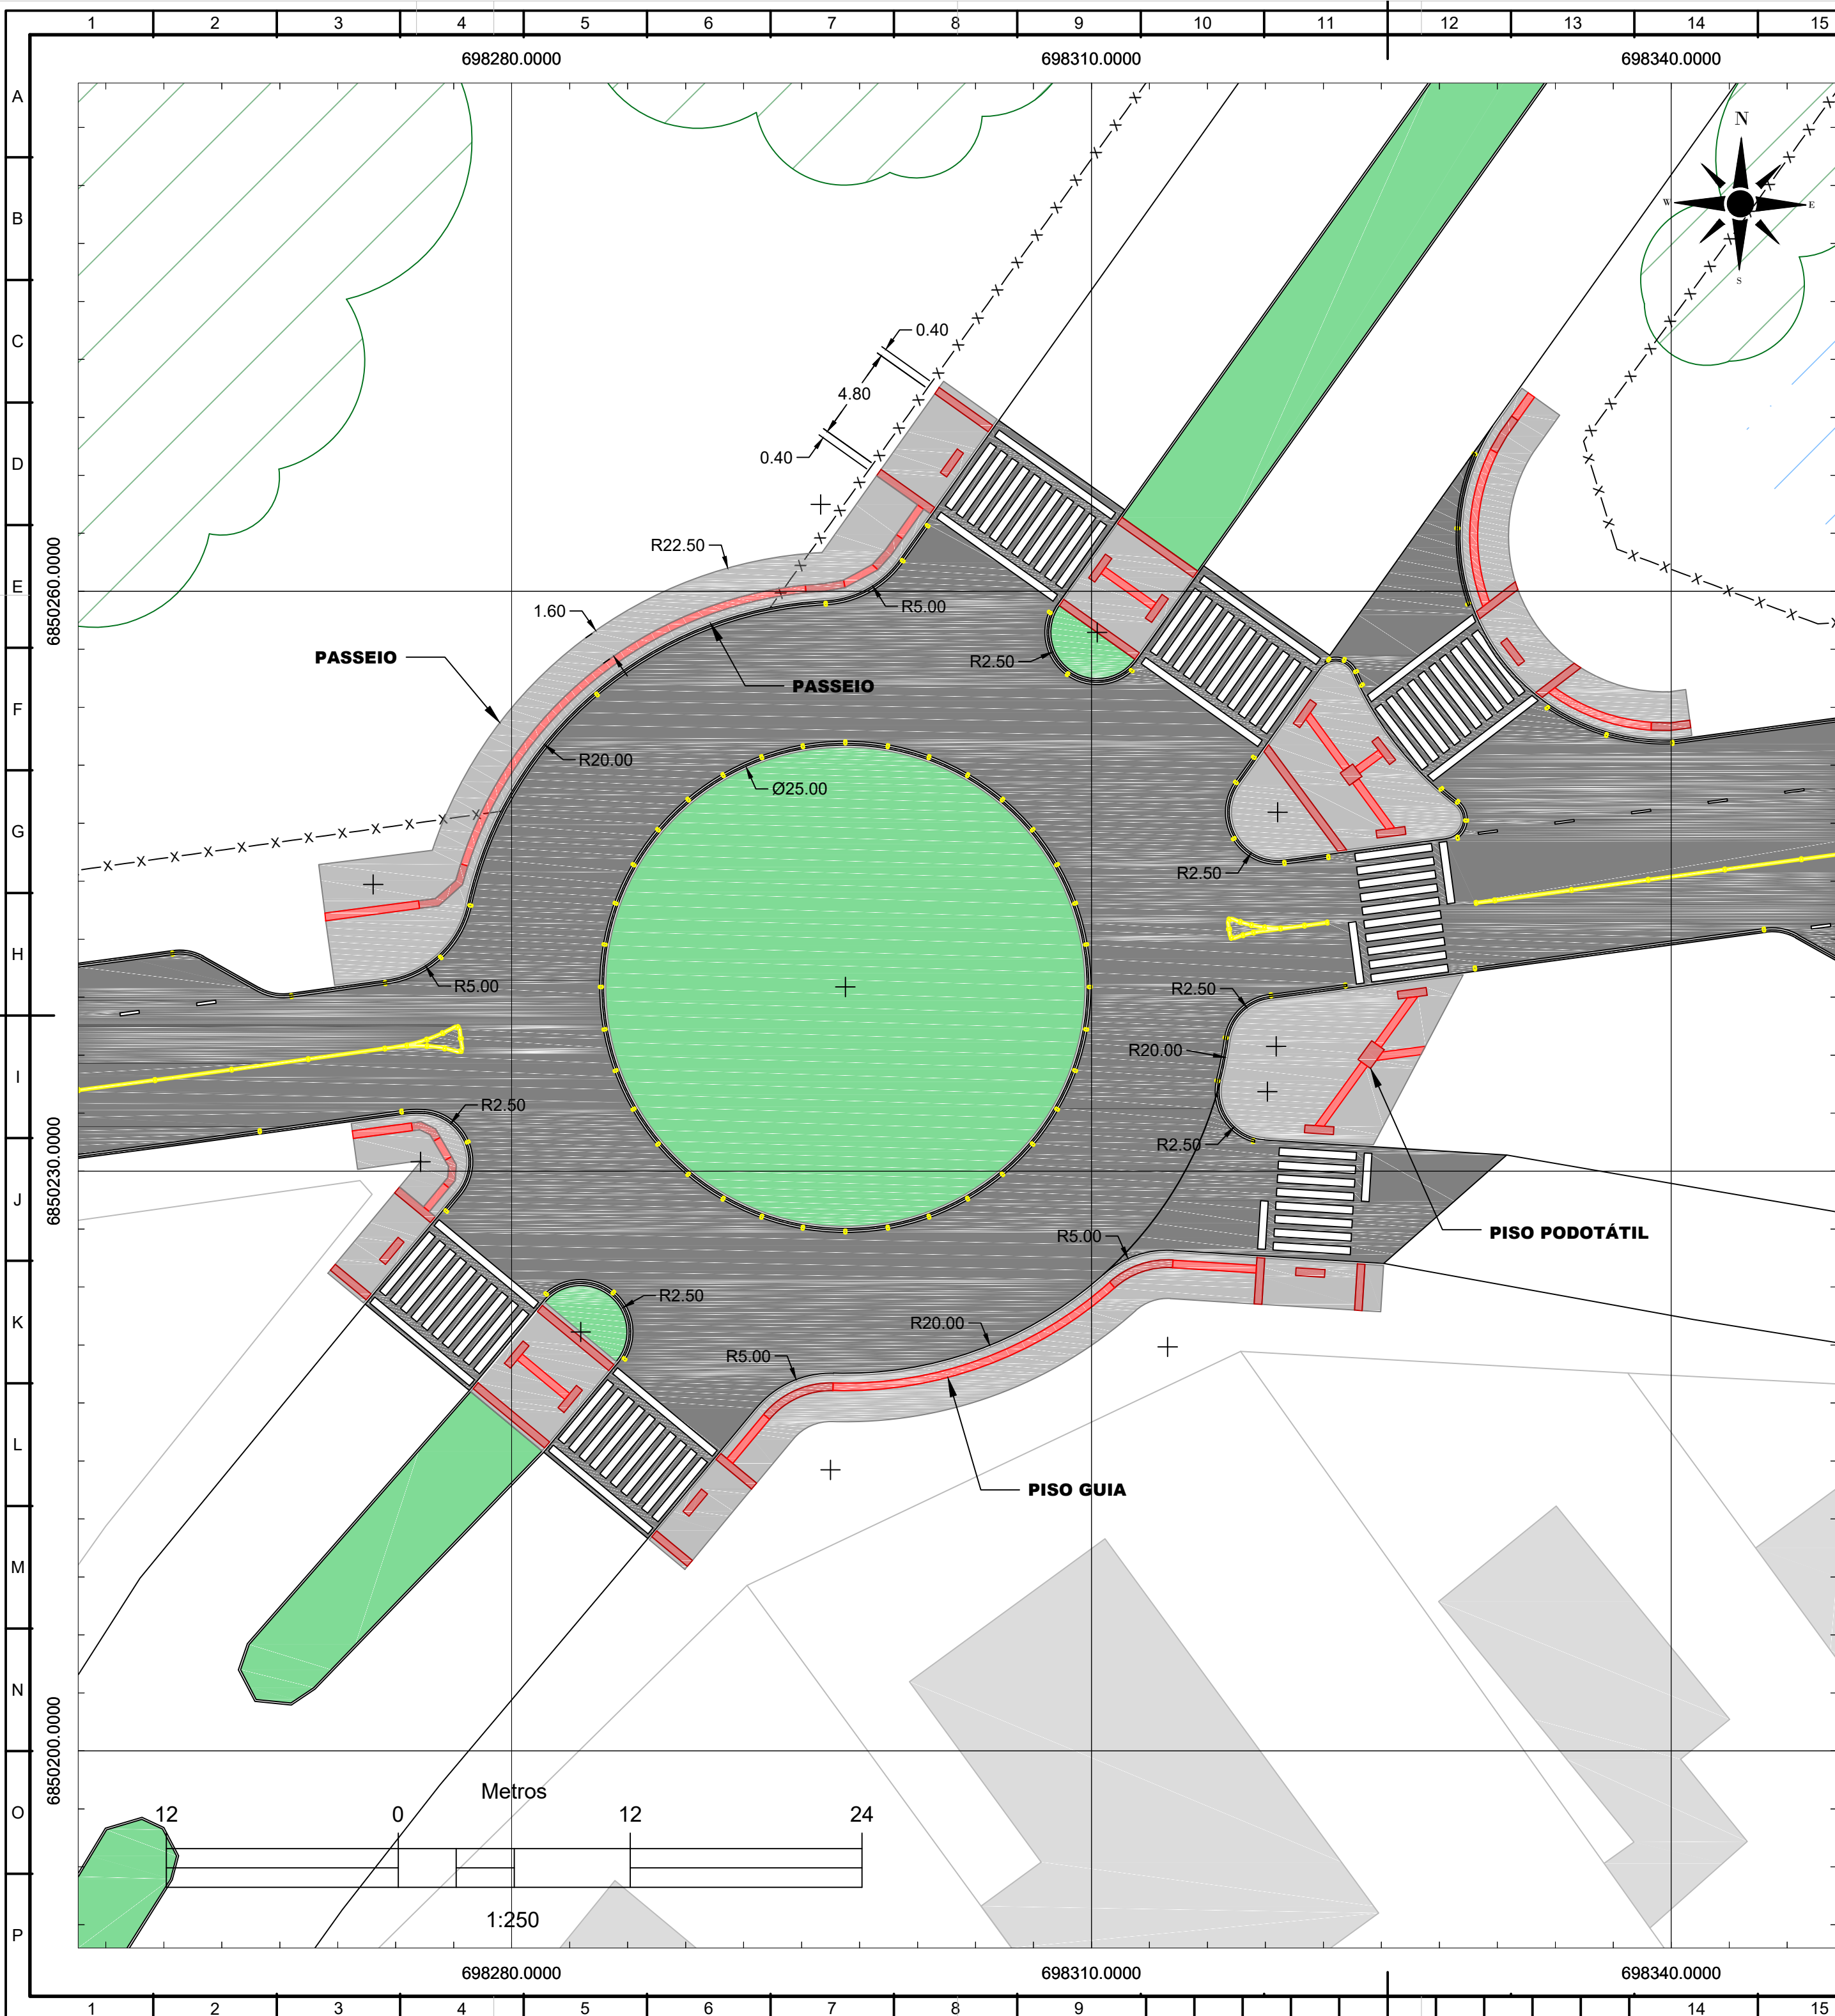 1 2 3 4 5 6 7 8 9 10 11 12 13 14 15
698280.0000 698310.0000 698340.0000
A
N
B
W E
S
C
0.40
4.80
D
0.40
6850260.0000
R22.50
E
R5.00
1.60
PASSEIO
R2.50
PASSEIO
F
R20.00
Ø25.00
G
R2.50
H
R5.00
R2.50
I
R20.00
R2.50
R2.50
6850230.0000
J
PISO PODOTÁTIL
R5.00
R2.50
K
R20.00
R5.00
L
PISO GUIA
M
N
6850200.0000
Metros
O
12 0 12 24
1:250
P
698280.0000 698310.0000 698340.0000
1 2 3 4 5 6 7 8 9 14 15